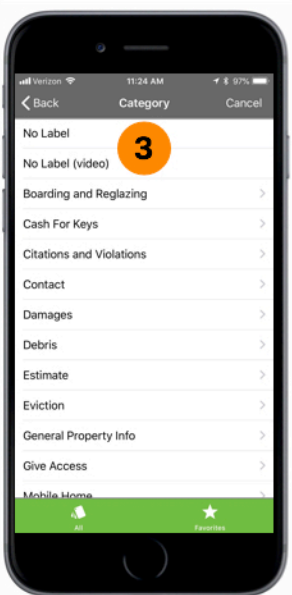 Verizon 11:24 AM 97%
Back Category Cancel
No Label
3
No Label (video)
Boarding and Reglazing
Cash For Keys
Citations and Violations
Contact
Damages
Debris
Estimate
Eviction
General Property Info
Give Access
Mobile Home
All Favorites